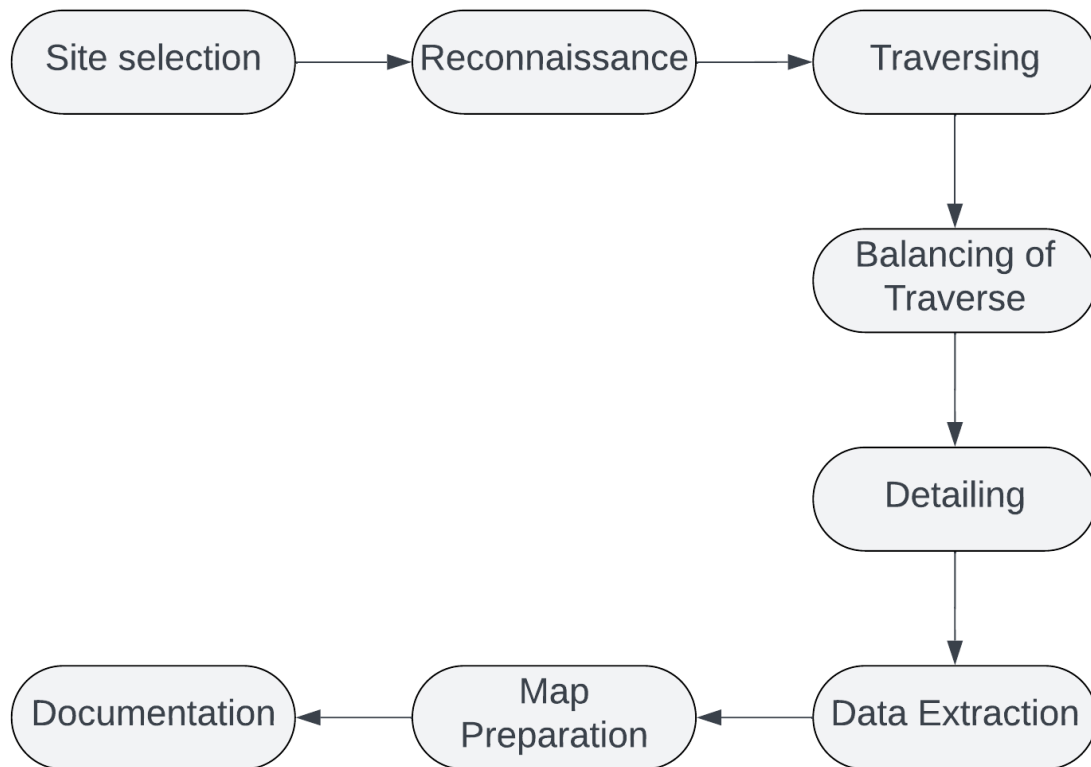 Site selection
Reconnaissance
Traversing
Balancing of
Traverse
Detailing
Data Extraction
Map
Preparation
Documentation